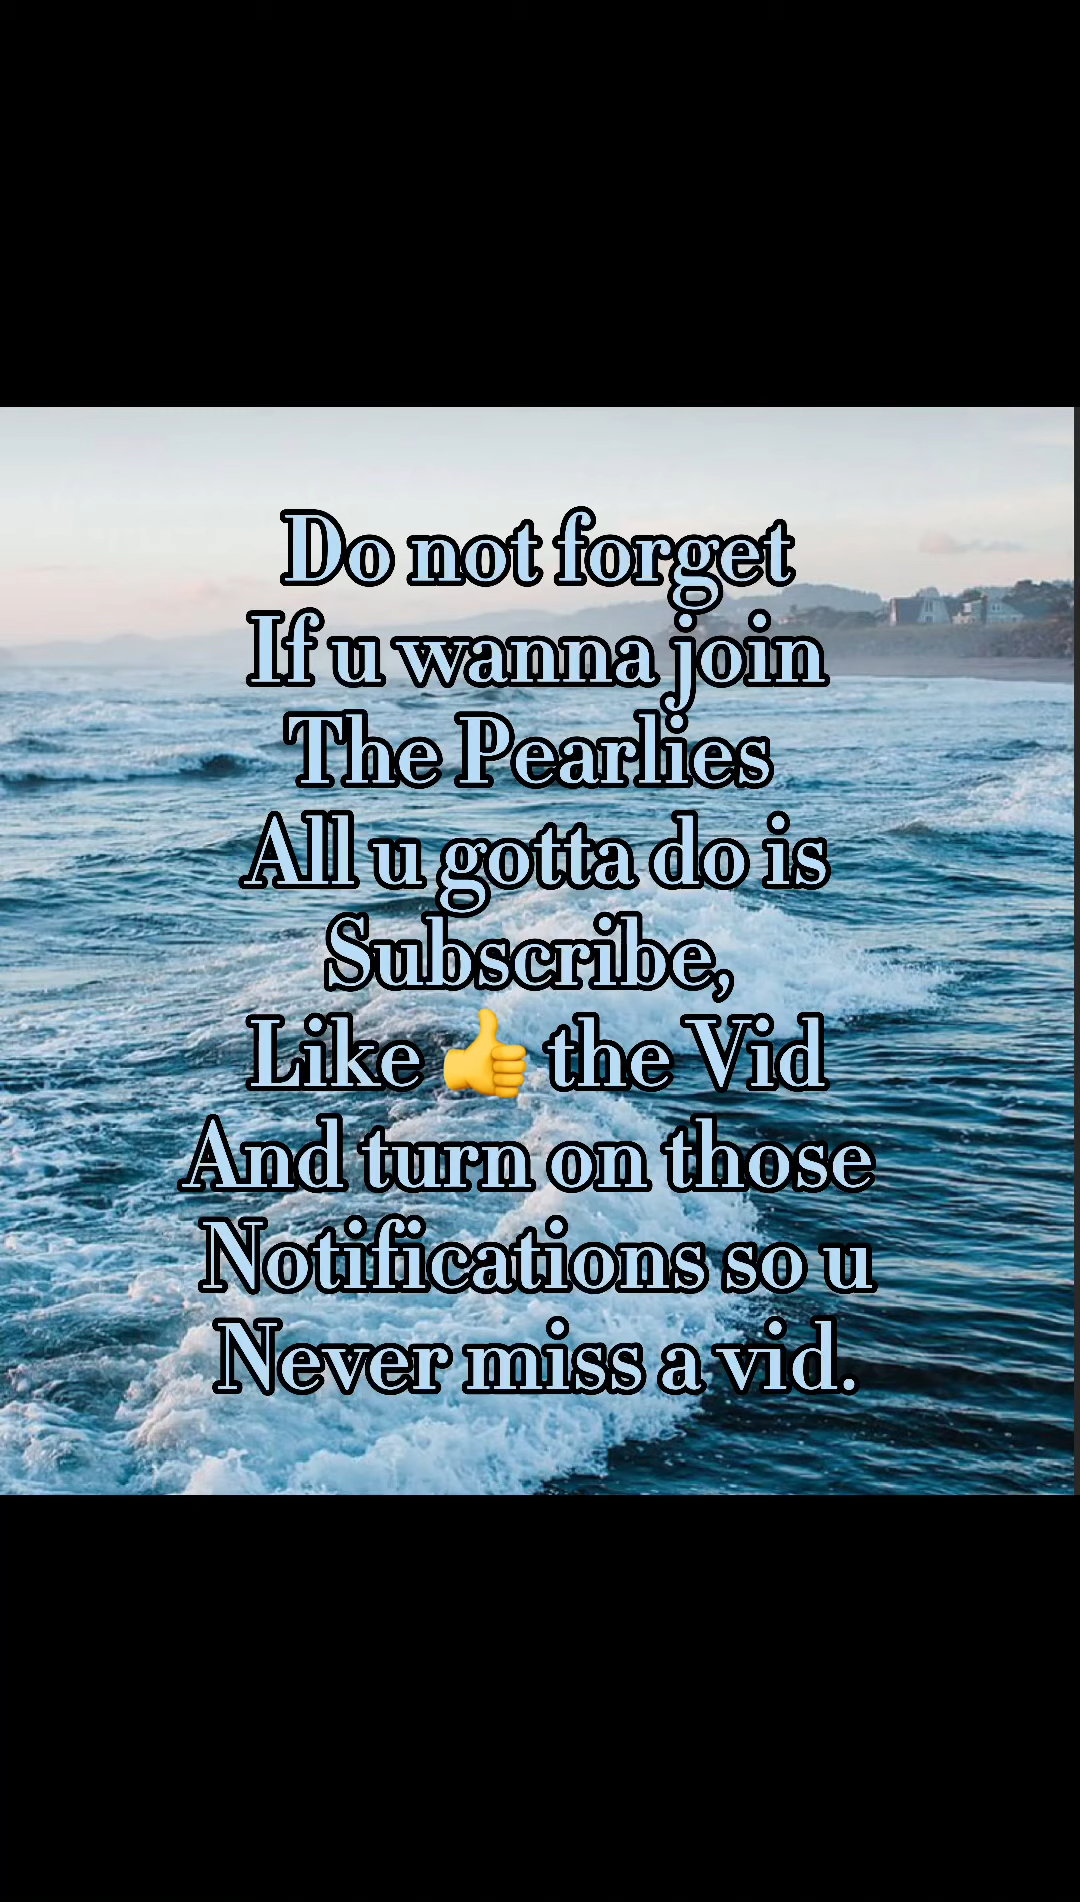 Do not forget
If u wanna join
The Pearlies
All u gotta do is
Subscribe,
Like 👍 the Vid
And turn on those
Notifications so u
Never miss a vid.